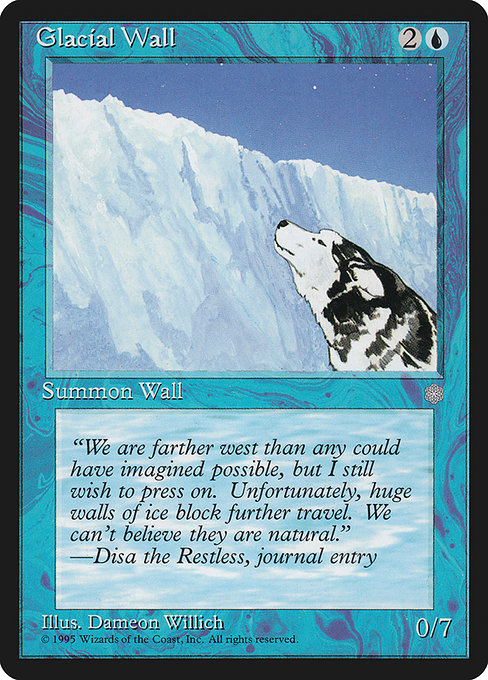 Glacial Wall 2
Summon Wall
“We are farther west than any could
have imagined possible, but I still
wish to press on. Unfortunately, huge
walls of ice block further travel. We
can’t believe they are natural.”
—Disa the Restless, journal entry
Illus. Dameon Willich
© 1995 Wizards of the Coast, Inc. All rights reserved.
0/7